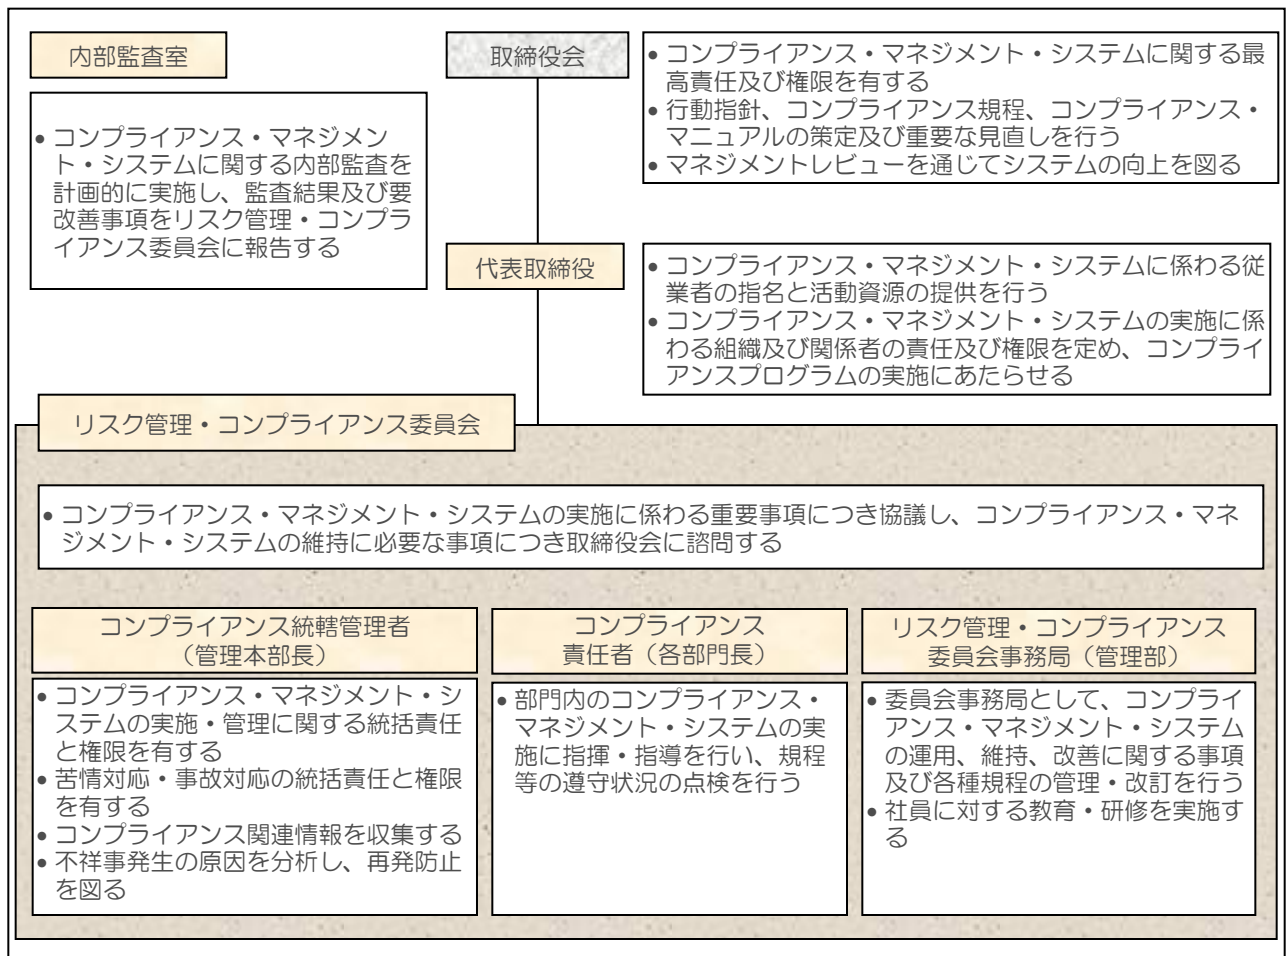 内部監査室
• コンプライアンス・マネジメン
ト・システムに関する内部監査を
計画的に実施し、監査結果及び要
改善事項をリスク管理・コンプラ
イアンス委員会に報告する
取締役会
• コンプライアンス・マネジメント・システムに関する最
高責任及び権限を有する
• 行動指針、コンプライアンス規程、コンプライアンス・
マニュアルの策定及び重要な見直しを行う
• マネジメントレビューを通じてシステムの向上を図る
代表取締役
• コンプライアンス・マネジメント・システムに係わる従
業者の指名と活動資源の提供を行う
• コンプライアンス・マネジメント・システムの実施に係
わる組織及び関係者の責任及び権限を定め、コンプライ
アンスプログラムの実施にあたらせる
リスク管理・コンプライアンス委員会
• コンプライアンス・マネジメント・システムの実施に係わる重要事項につき協議し、コンプライアンス・マネ
ジメント・システムの維持に必要な事項につき取締役会に諮問する
コンプライアンス統轄管理者
（管理本部長）
• コンプライアンス・マネジメント・シ
ステムの実施・管理に関する統括責任
と権限を有する
• 苦情対応・事故対応の統括責任と権限
を有する
• コンプライアンス関連情報を収集する
• 不祥事発生の原因を分析し、再発防止
を図る
コンプライアンス
責任者（各部門長）
• 部門内のコンプライアンス・
マネジメント・システムの実
施に指揮・指導を行い、規程
等の遵守状況の点検を行う
リスク管理・コンプライアンス
委員会事務局（管理部）
• 委員会事務局として、コンプライ
アンス・マネジメント・システム
の運用、維持、改善に関する事項
及び各種規程の管理・改訂を行う
• 社員に対する教育・研修を実施す
る